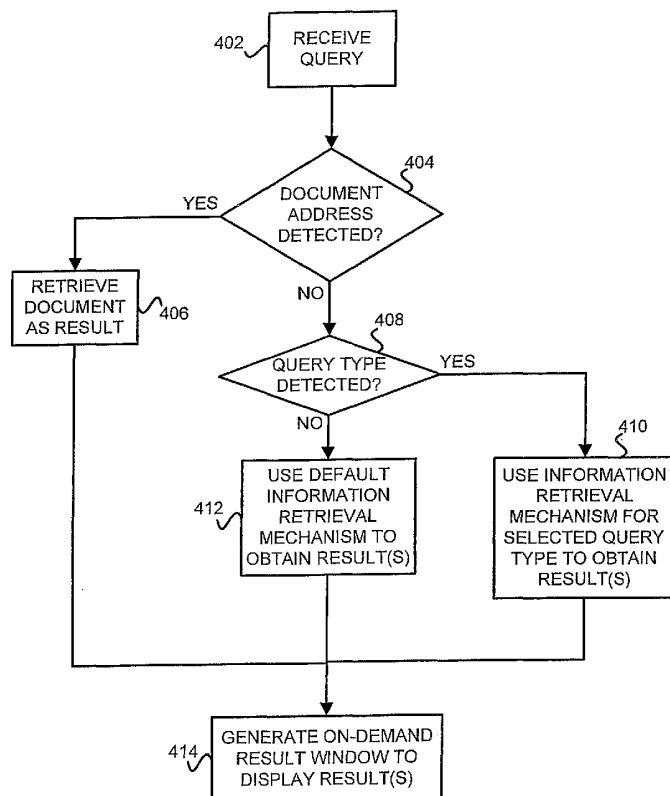 402
RECEIVE
QUERY
404
DOCUMENT
ADDRESS
DETECTED?
YES
NO
RETRIEVE
DOCUMENT
AS RESULT
406
408
QUERY TYPE
DETECTED?
YES
NO
410
412
USE DEFAULT
INFORMATION
RETRIEVAL
MECHANISM TO
OBTAIN RESULT(S)
USE INFORMATION
RETRIEVAL
MECHANISM FOR
SELECTED QUERY
TYPE TO OBTAIN
RESULT(S)
414
GENERATE ON-DEMAND
RESULT WINDOW TO
DISPLAY RESULT(S)